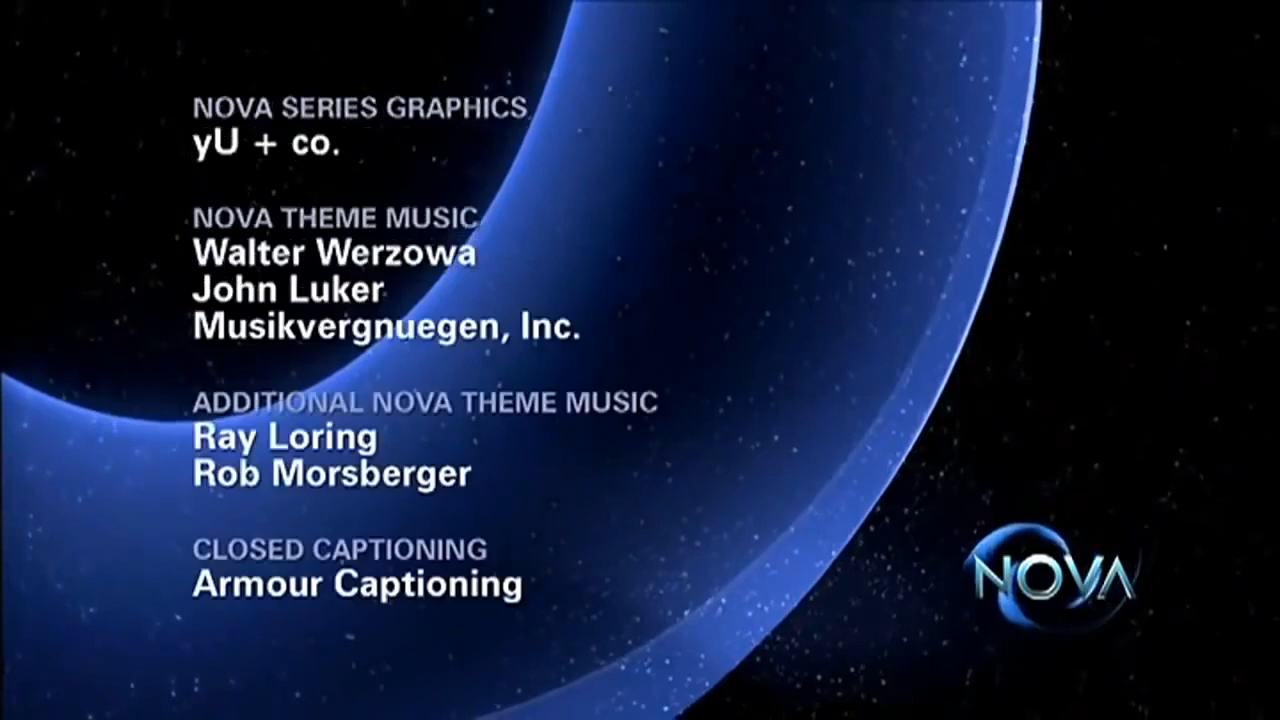 NOVA SERIES GRAPHICS
yU + co.
NOVA THEME MUSIC
Walter Werzowa
John Luker
Musikvergnuegen, Inc.
ADDITIONAL NOVA THEME MUSIC
Ray Loring
Rob Morsberger
CLOSED CAPTIONING
Armour Captioning
NOVA